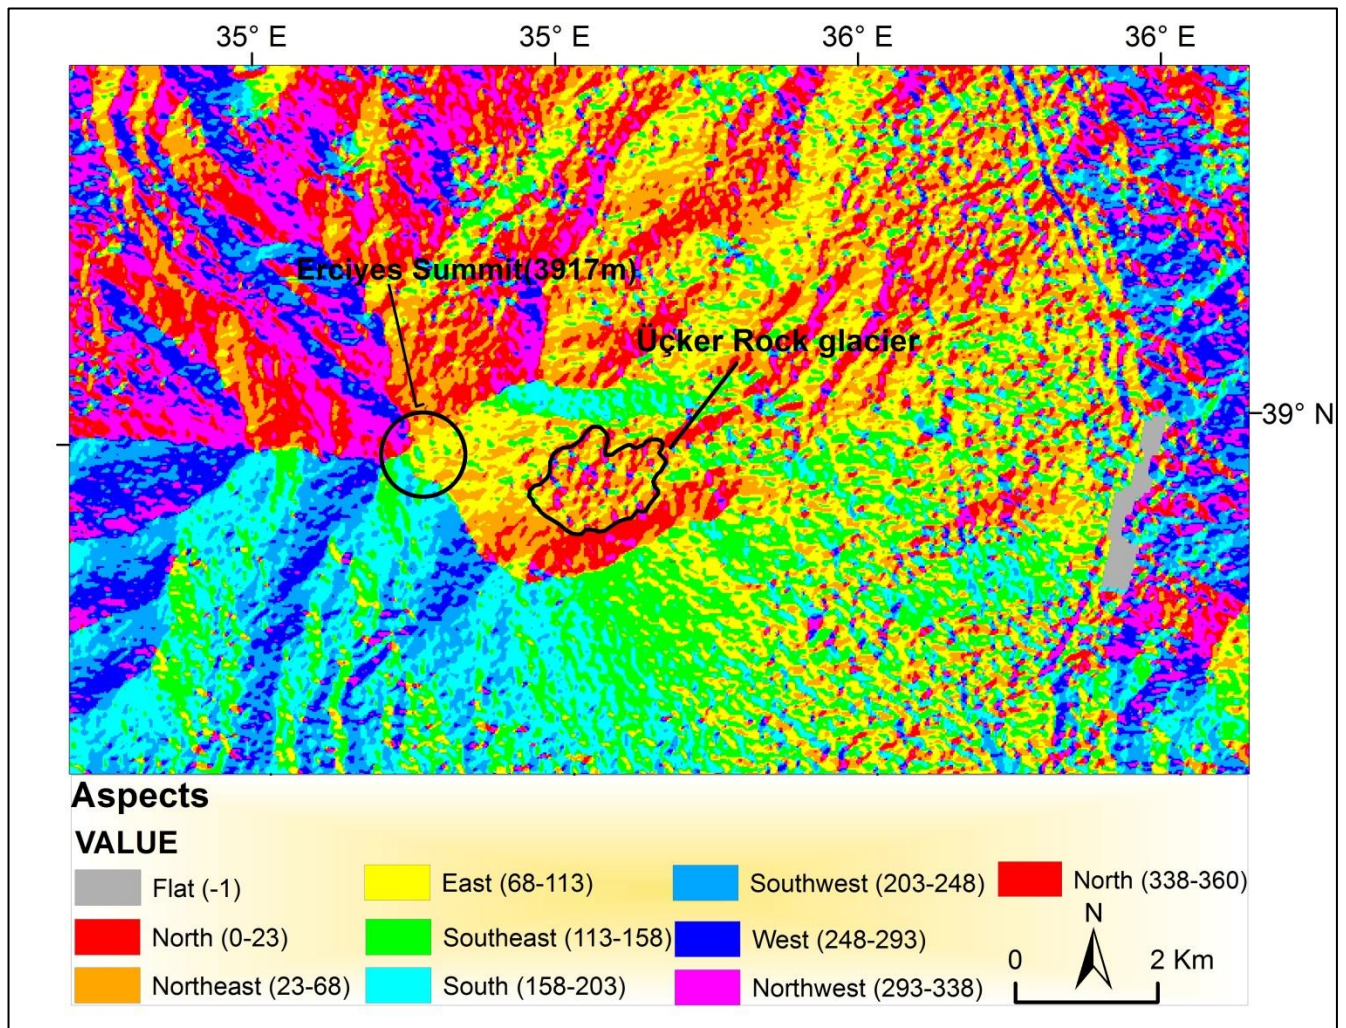 35° E 35° E 36° E 36° E
Erciyes Summit(3917m)
Üçker Rock glacier
39° N
Aspects
VALUE
Flat (-1) East (68-113) Southwest (203-248) North (338-360)
North (0-23) Southeast (113-158) West (248-293) N
Northeast (23-68) South (158-203) Northwest (293-338) 0 2 Km